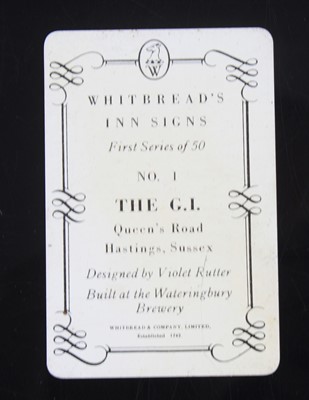 W
WHITBREAD'S
INN SIGNS
First Series of 50
NO. 1
THE G.I.
Queen's Road
Hastings, Sussex
Designed by Violet Rutter
Built at the Wateringbury
Brewery
WHITBREAD & COMPANY, LIMITED,
Established 1742